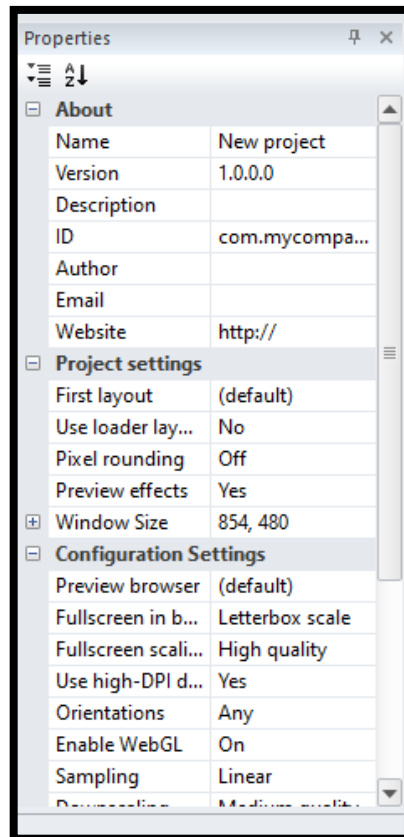 Properties
About
Name New project
Version 1.0.0.0
Description
ID com.mycompa...
Author
Email
Website http://
Project settings
First layout (default)
Use loader lay... No
Pixel rounding Off
Preview effects Yes
Window Size 854, 480
Configuration Settings
Preview browser (default)
Fullscreen in b... Letterbox scale
Fullscreen scali... High quality
Use high-DPI d... Yes
Orientations Any
Enable WebGL On
Sampling Linear
Downscaling Medium quality